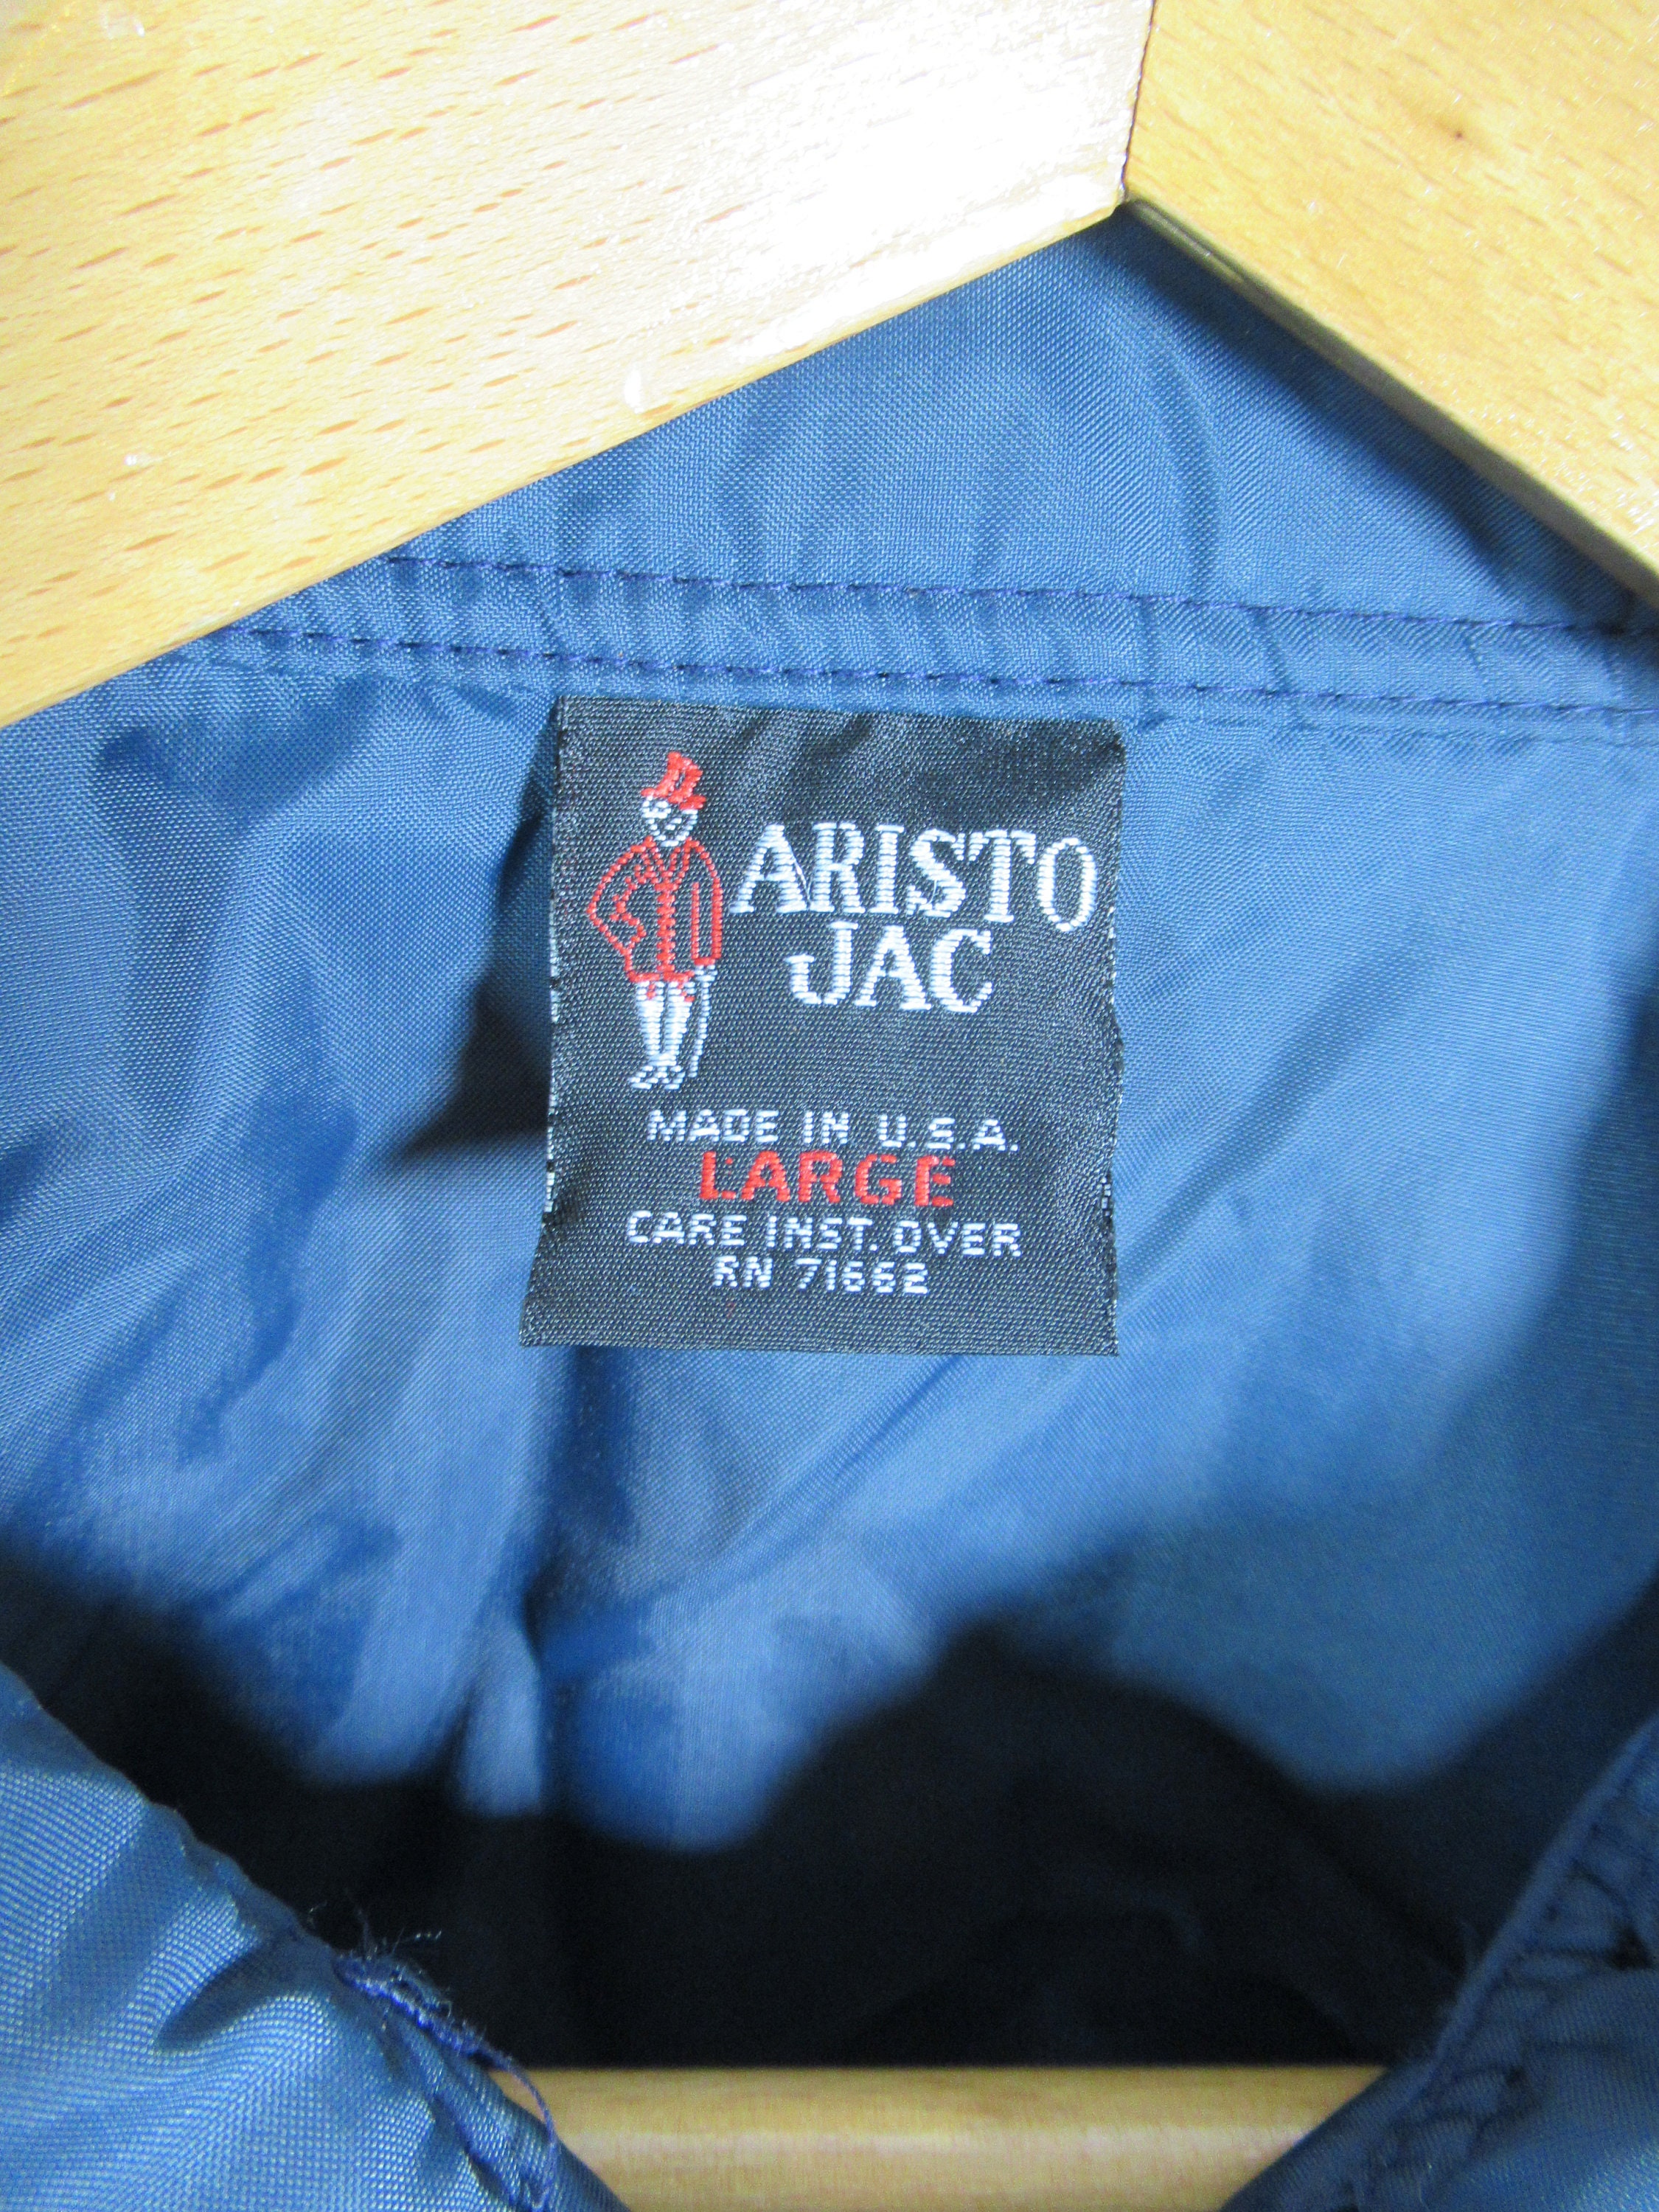 ARISTO
JAC
MADE IN U.S.A.
LARGE
CARE INST. OVER
RN 71662